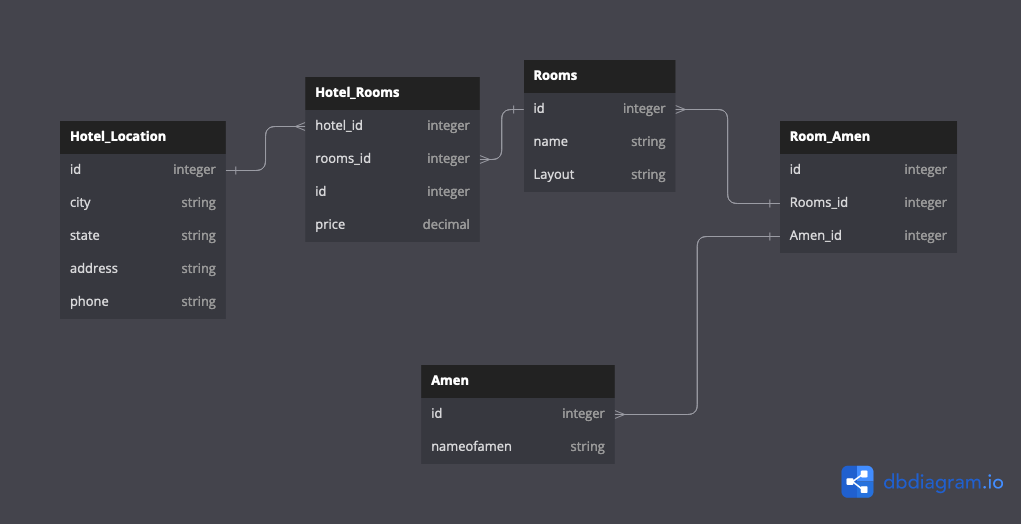 Hotel_Location
id integer
city string
state string
address string
phone string
Hotel_Rooms
hotel_id integer
rooms_id integer
id integer
price decimal
Rooms
id integer
name string
Layout string
Room_Amen
id integer
Rooms_id integer
Amen_id integer
Amen
id integer
nameofamen string
dbdiagram.io